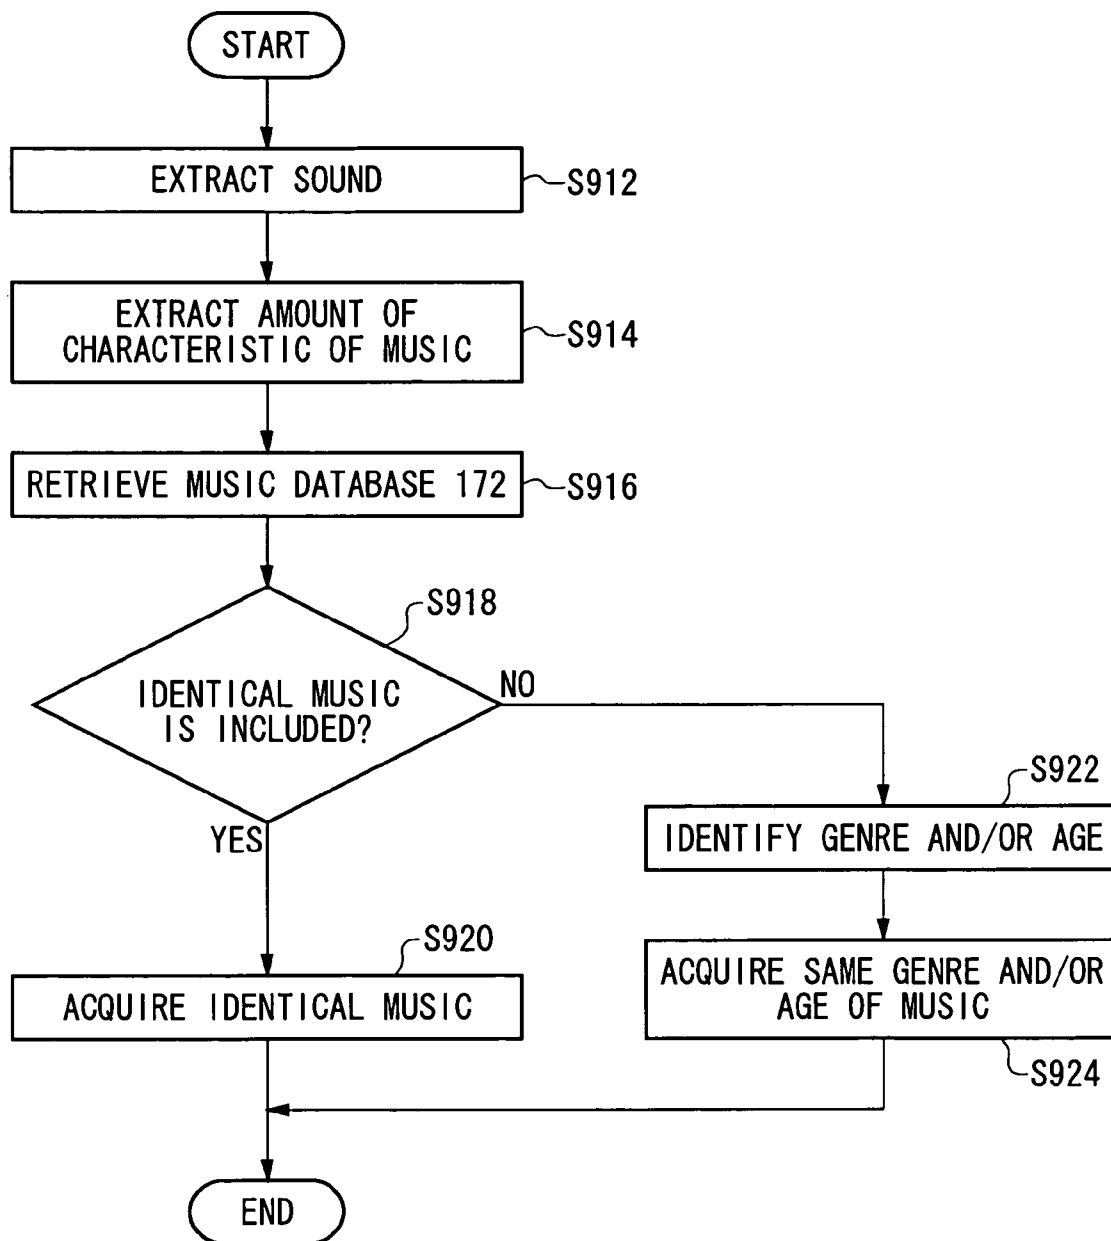 START
EXTRACT SOUND
S912
EXTRACT AMOUNT OF
CHARACTERISTIC OF MUSIC
S914
RETRIEVE MUSIC DATABASE 172
S916
S918
IDENTICAL MUSIC
IS INCLUDED?
NO
YES
S922
IDENTIFY GENRE AND/OR AGE
S920
ACQUIRE IDENTICAL MUSIC
ACQUIRE SAME GENRE AND/OR
AGE OF MUSIC
S924
END